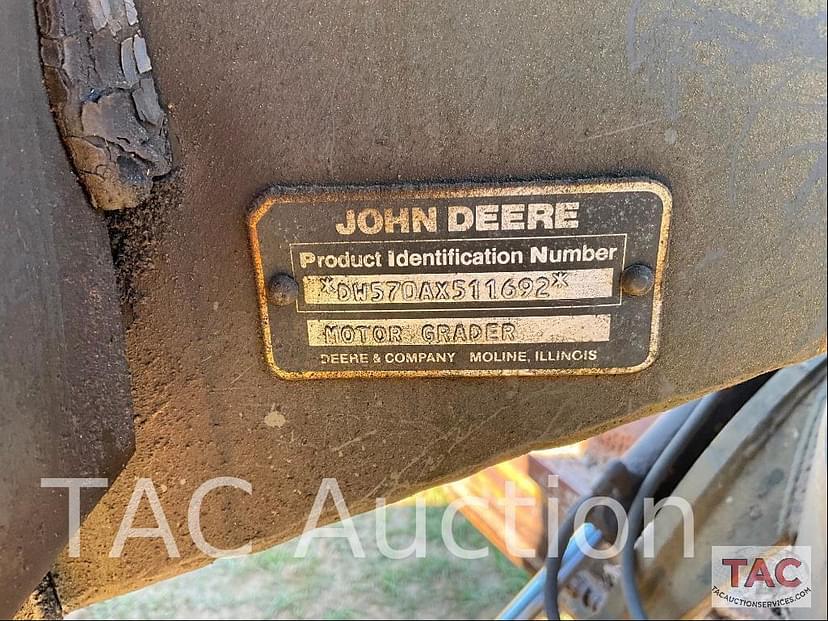 JOHN DEERE
Product Identification Number
*DW570AX511692*
MOTOR GRADER
DEERE & COMPANY MOLINE, ILLINOIS
TAC Auction
TAC
TACAUCTIONSERVICES.COM